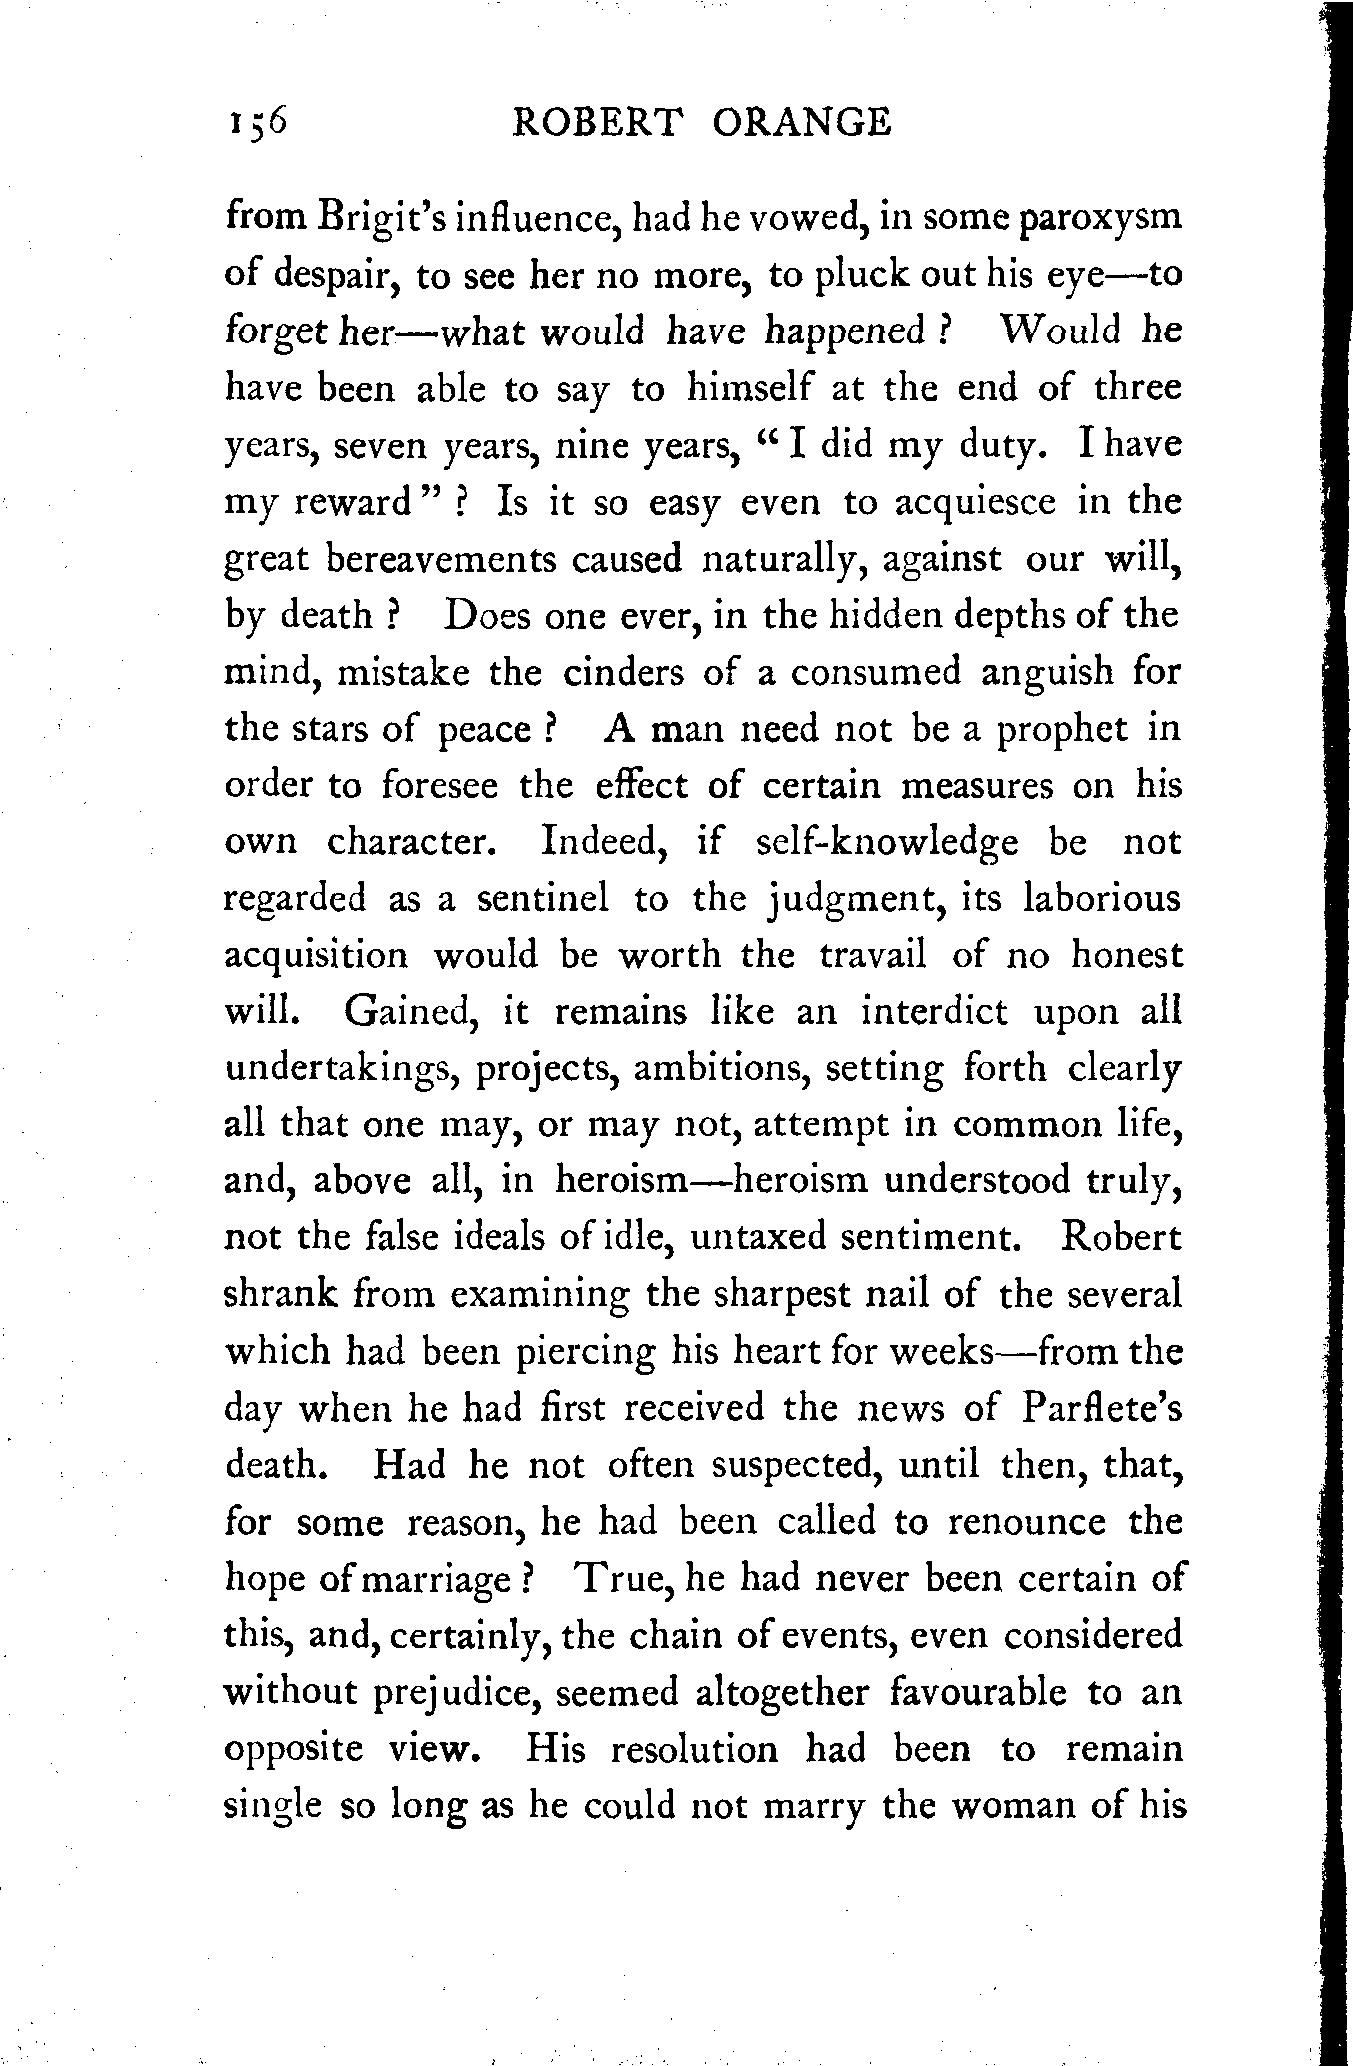 156 ROBERT ORANGE
from Brigit's influence, had he vowed, in some paroxysm
of despair, to see her no more, to pluck out his eye—to
forget her—what would have happened ? Would he
have been able to say to himself at the end of three
years, seven years, nine years, “ I did my duty. I have
my reward ” ? Is it so easy even to acquiesce in the
great bereavements caused naturally, against our will,
by death ? Does one ever, in the hidden depths of the
mind, mistake the cinders of a consumed anguish for
the stars of peace ? A man need not be a prophet in
order to foresee the effect of certain measures on his
own character. Indeed, if self-knowledge be not
regarded as a sentinel to the judgment, its laborious
acquisition would be worth the travail of no honest
will. Gained, it remains like an interdict upon all
undertakings, projects, ambitions, setting forth clearly
all that one may, or may not, attempt in common life,
and, above all, in heroism—heroism understood truly,
not the false ideals of idle, untaxed sentiment. Robert
shrank from examining the sharpest nail of the several
which had been piercing his heart for weeks—from the
day when he had first received the news of Parflete's
death. Had he not often suspected, until then, that,
for some reason, he had been called to renounce the
hope of marriage ? True, he had never been certain of
this, and, certainly, the chain of events, even considered
without prejudice, seemed altogether favourable to an
opposite view. His resolution had been to remain
single so long as he could not marry the woman of his